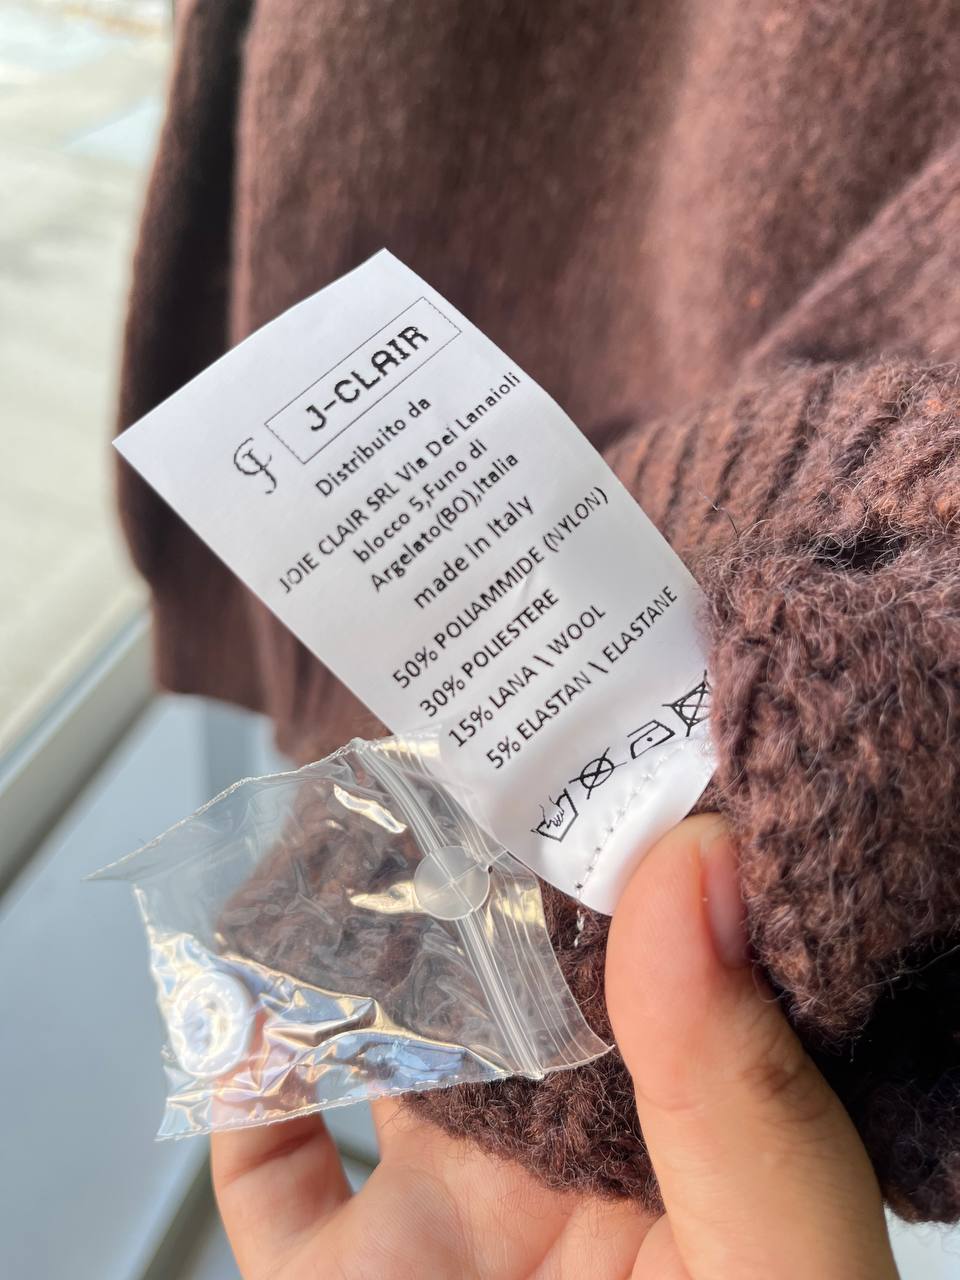 J-CLAIR
Distribuito da
JOIE CLAIR SRL Via Dei Lanaioli
blocco 5,Funo di
Argelato(BO),Italia
made in Italy
50% POLIAMMIDE (NYLON)
30% POLIESTERE
15% LANA \ WOOL
5% ELASTAN \ ELASTANE